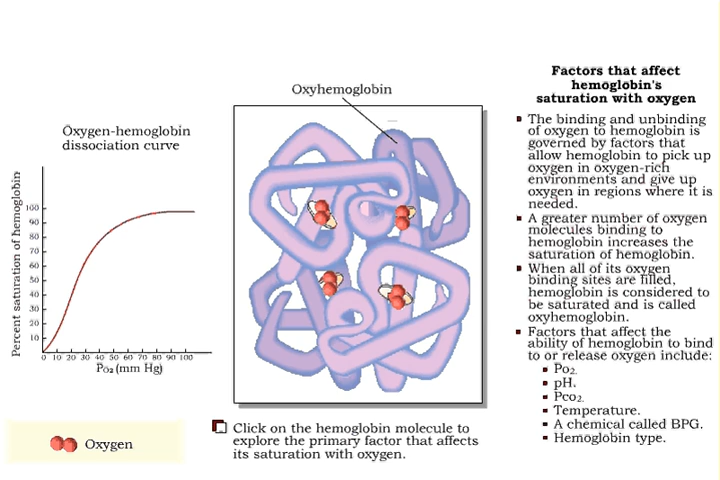 Factors that affect
hemoglobin's
saturation with oxygen
Oxyhemoglobin
Oxygen-hemoglobin
dissociation curve
Percent saturation of hemoglobin
100
90
80
70
60
50
40
30
20
10
0 10 20 30 40 50 60 70 80 90 100
Po2 (mm Hg)
Oxygen
Click on the hemoglobin molecule to
explore the primary factor that affects
its saturation with oxygen.
The binding and unbinding
of oxygen to hemoglobin is
governed by factors that
allow hemoglobin to pick up
oxygen in oxygen-rich
environments and give up
oxygen in regions where it is
needed.
A greater number of oxygen
molecules binding to
hemoglobin increases the
saturation of hemoglobin.
When all of its oxygen
binding sites are filled,
hemoglobin is considered to
be saturated and is called
oxyhemoglobin.
Factors that affect the
ability of hemoglobin to bind
to or release oxygen include:
Po2.
pH.
Pco2.
Temperature.
A chemical called BPG.
Hemoglobin type.